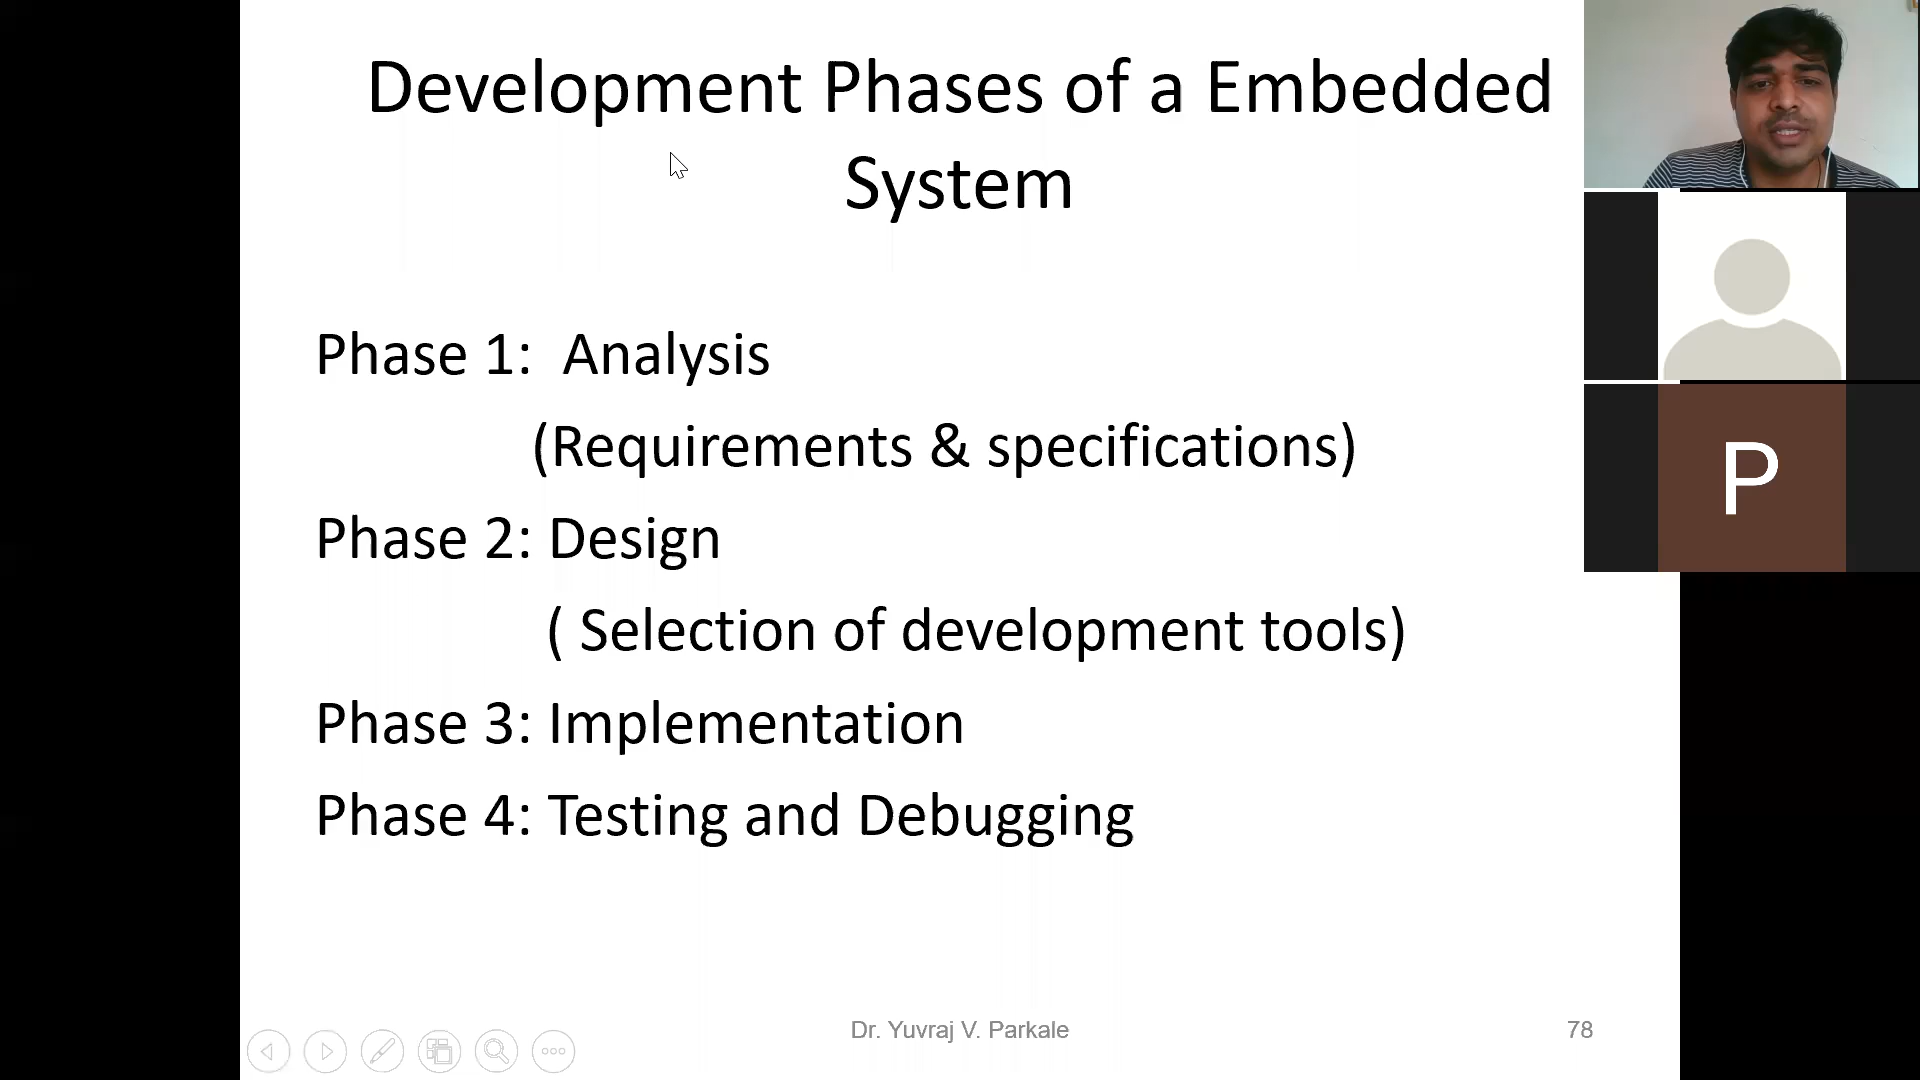 Development Phases of a Embedded
System
Phase 1:  Analysis
(Requirements & specifications)
Phase 2: Design
( Selection of development tools)
Phase 3: Implementation
Phase 4: Testing and Debugging
Dr. Yuvraj V. Parkale
78
P